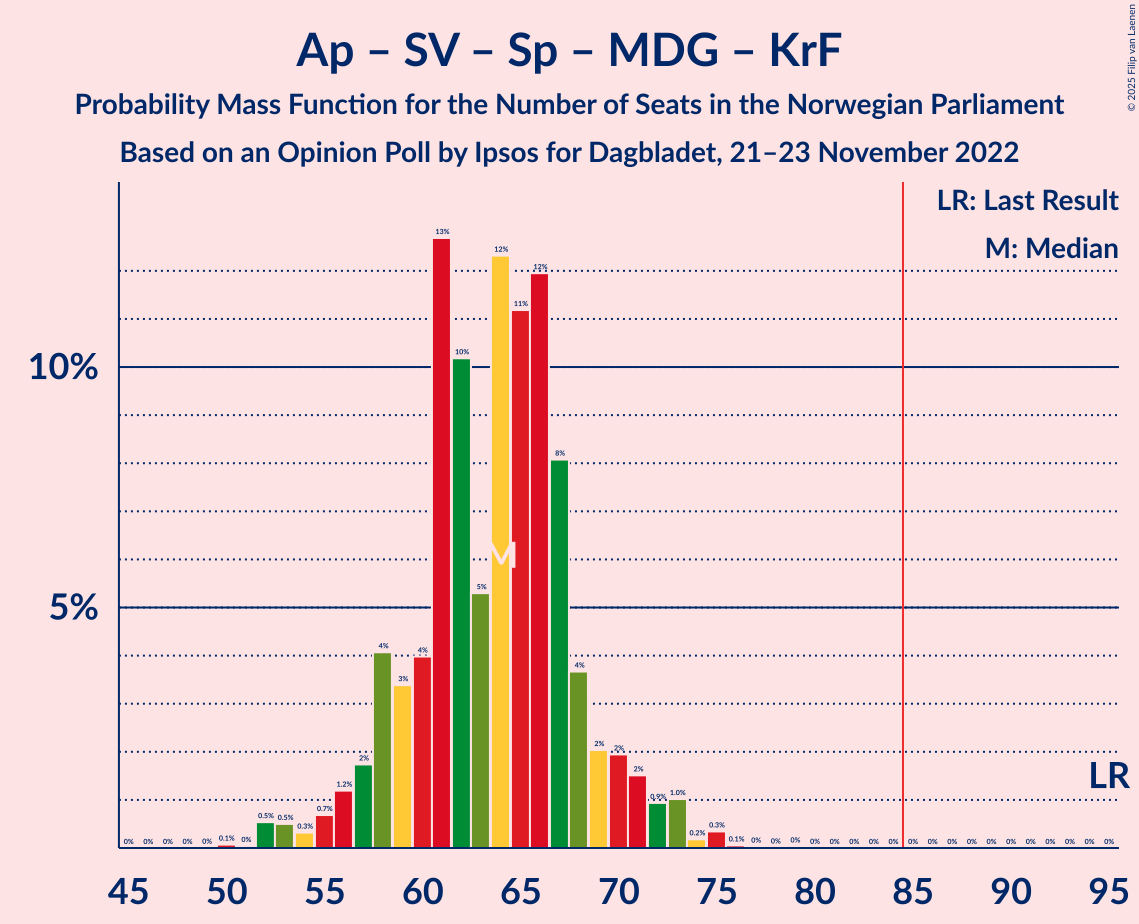 Ap – SV – Sp – MDG – KrF
Probability Mass Function for the Number of Seats in the Norwegian Parliament
Based on an Opinion Poll by Ipsos for Dagbladet, 21–23 November 2022
© 2025 Filip van Laenen
LR: Last Result
M: Median
10%
5%
0% 0% 0% 0% 0% 0.1% 0% 0.5% 0.5% 0.3% 0.7% 1.2% 2% 4% 3% 4% 13% 10% 5% 12% 11% 12% 8% 4% 2% 2% 2% 0.9% 1.0% 0.2% 0.3% 0.1% 0% 0% 0% 0% 0% 0% 0% 0% 0% 0% 0% 0% 0% 0% 0% 0% 0% 0% 0%
M
LR
45 50 55 60 65 70 75 80 85 90 95